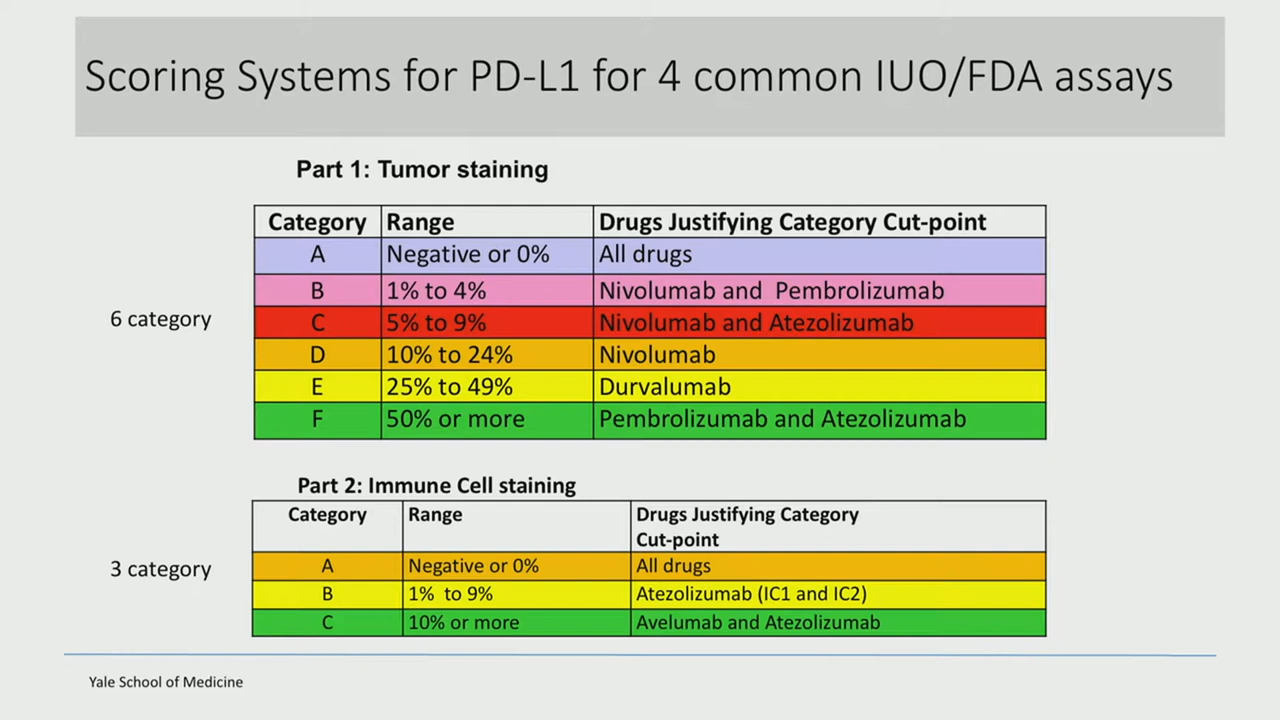 Scoring Systems for PD-L1 for 4 common IUO/FDA assays
Part 1: Tumor staining
Category Range Drugs Justifying Category Cut-point
A Negative or 0% All drugs
B 1% to 4% Nivolumab and Pembrolizumab
6 category
C 5% to 9% Nivolumab and Atezolizumab
D 10% to 24% Nivolumab
E 25% to 49% Durvalumab
F 50% or more Pembrolizumab and Atezolizumab
Part 2: Immune Cell staining
Category Range Drugs Justifying Category
Cut-point
A Negative or 0% All drugs
3 category
B 1% to 9% Atezolizumab (IC1 and IC2)
C 10% or more Avelumab and Atezolizumab
Yale School of Medicine